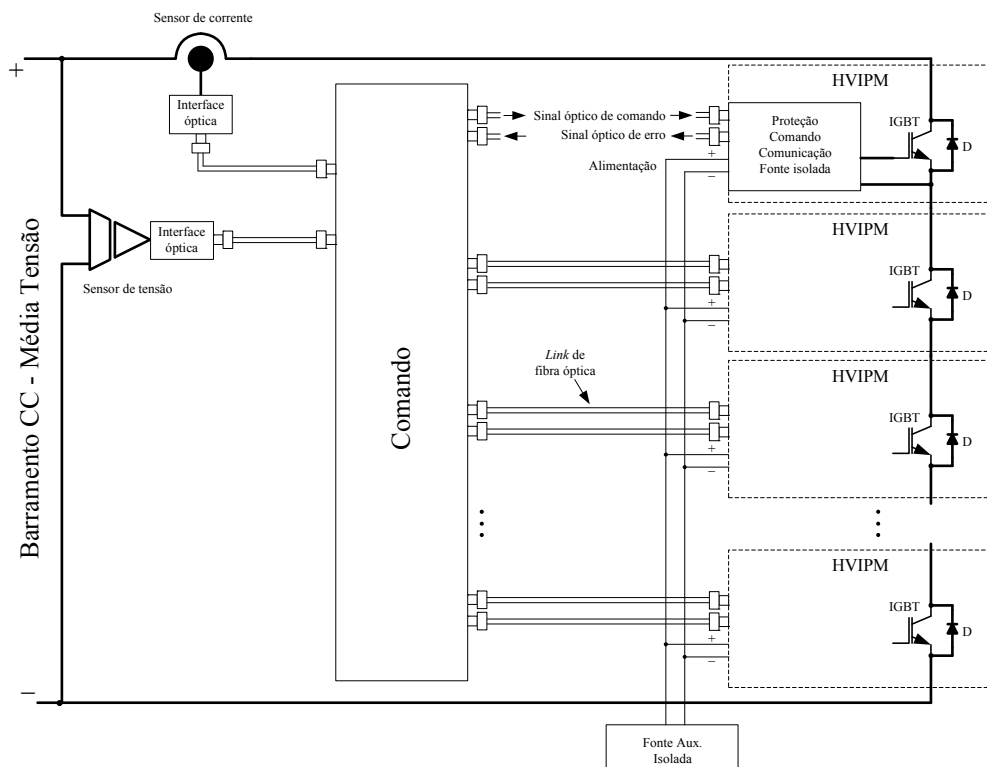 Sensor de corrente
+
Interface
óptica
Barramento CC - Média Tensão
Interface
óptica
Sensor de tensão
−
Comando
Sinal óptico de comando
Sinal óptico de erro
Alimentação
+
−
HVIPM
Proteção
Comando
Comunicação
Fonte isolada
IGBT
D
HVIPM
+
−
IGBT
D
Link de
fibra óptica
HVIPM
+
−
IGBT
D
HVIPM
+
−
IGBT
D
Fonte Aux.
Isolada